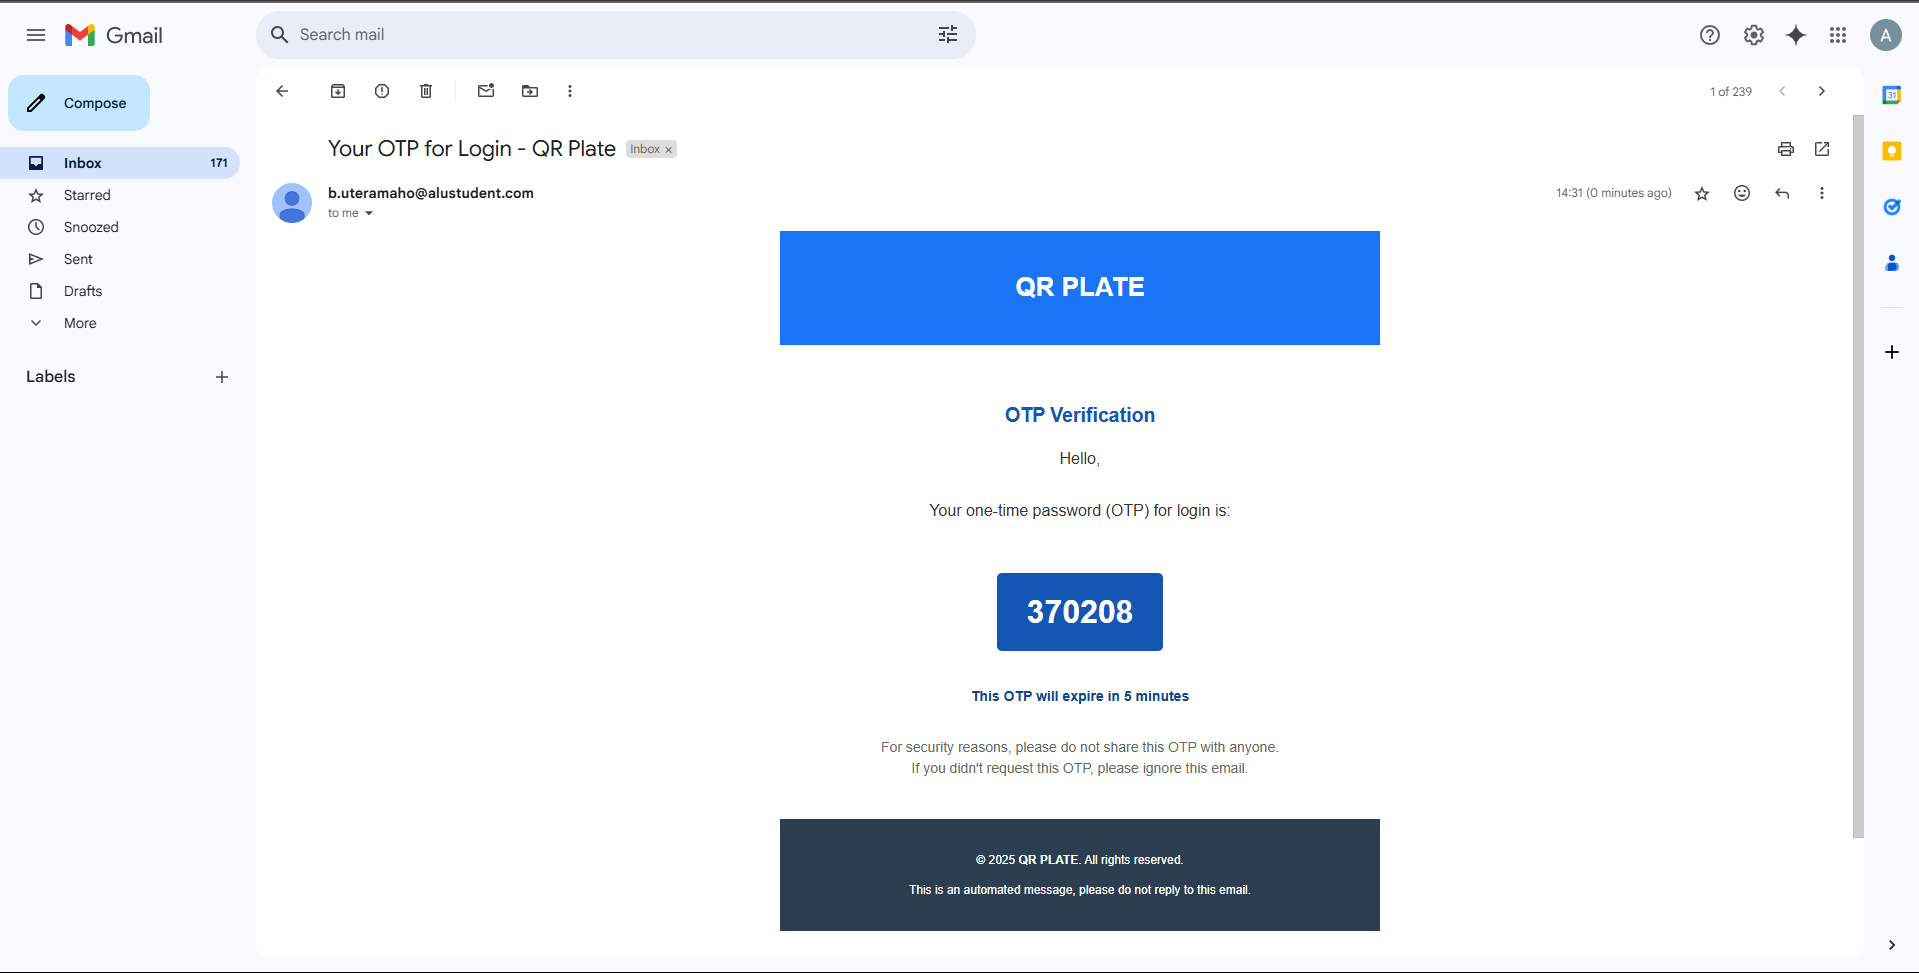 Gmail
Search mail
A
Compose
1 of 239
31
Your OTP for Login - QR Plate Inbox ×
Inbox 171
b.uteramaho@alustudent.com
14:31 (0 minutes ago)
to me
Starred
Snoozed
Sent
Drafts
More
Labels
QR PLATE
OTP Verification
Hello,
Your one-time password (OTP) for login is:
370208
This OTP will expire in 5 minutes
For security reasons, please do not share this OTP with anyone.
If you didn't request this OTP, please ignore this email.
© 2025 QR PLATE. All rights reserved.
This is an automated message, please do not reply to this email.